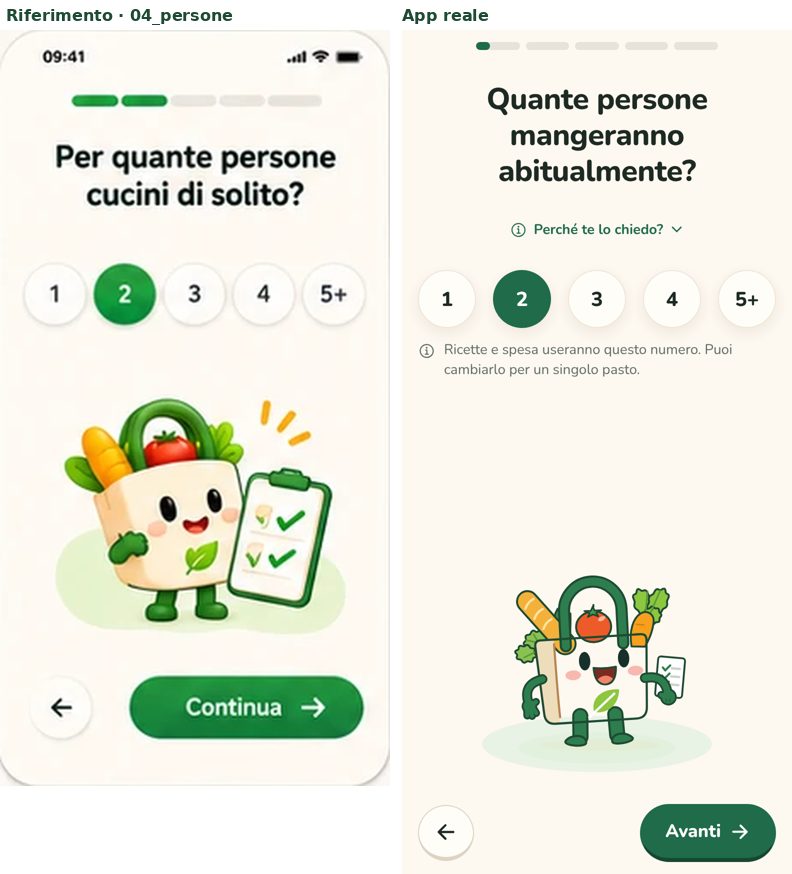 Riferimento · 04_persone
09:41
Per quante persone
cucini di solito?
1 2 3 4 5+
Continua
App reale
Quante persone
mangeranno
abitualmente?
Perché te lo chiedo?
1 2 3 4 5+
Ricette e spesa useranno questo numero. Puoi
cambiarlo per un singolo pasto.
Avanti